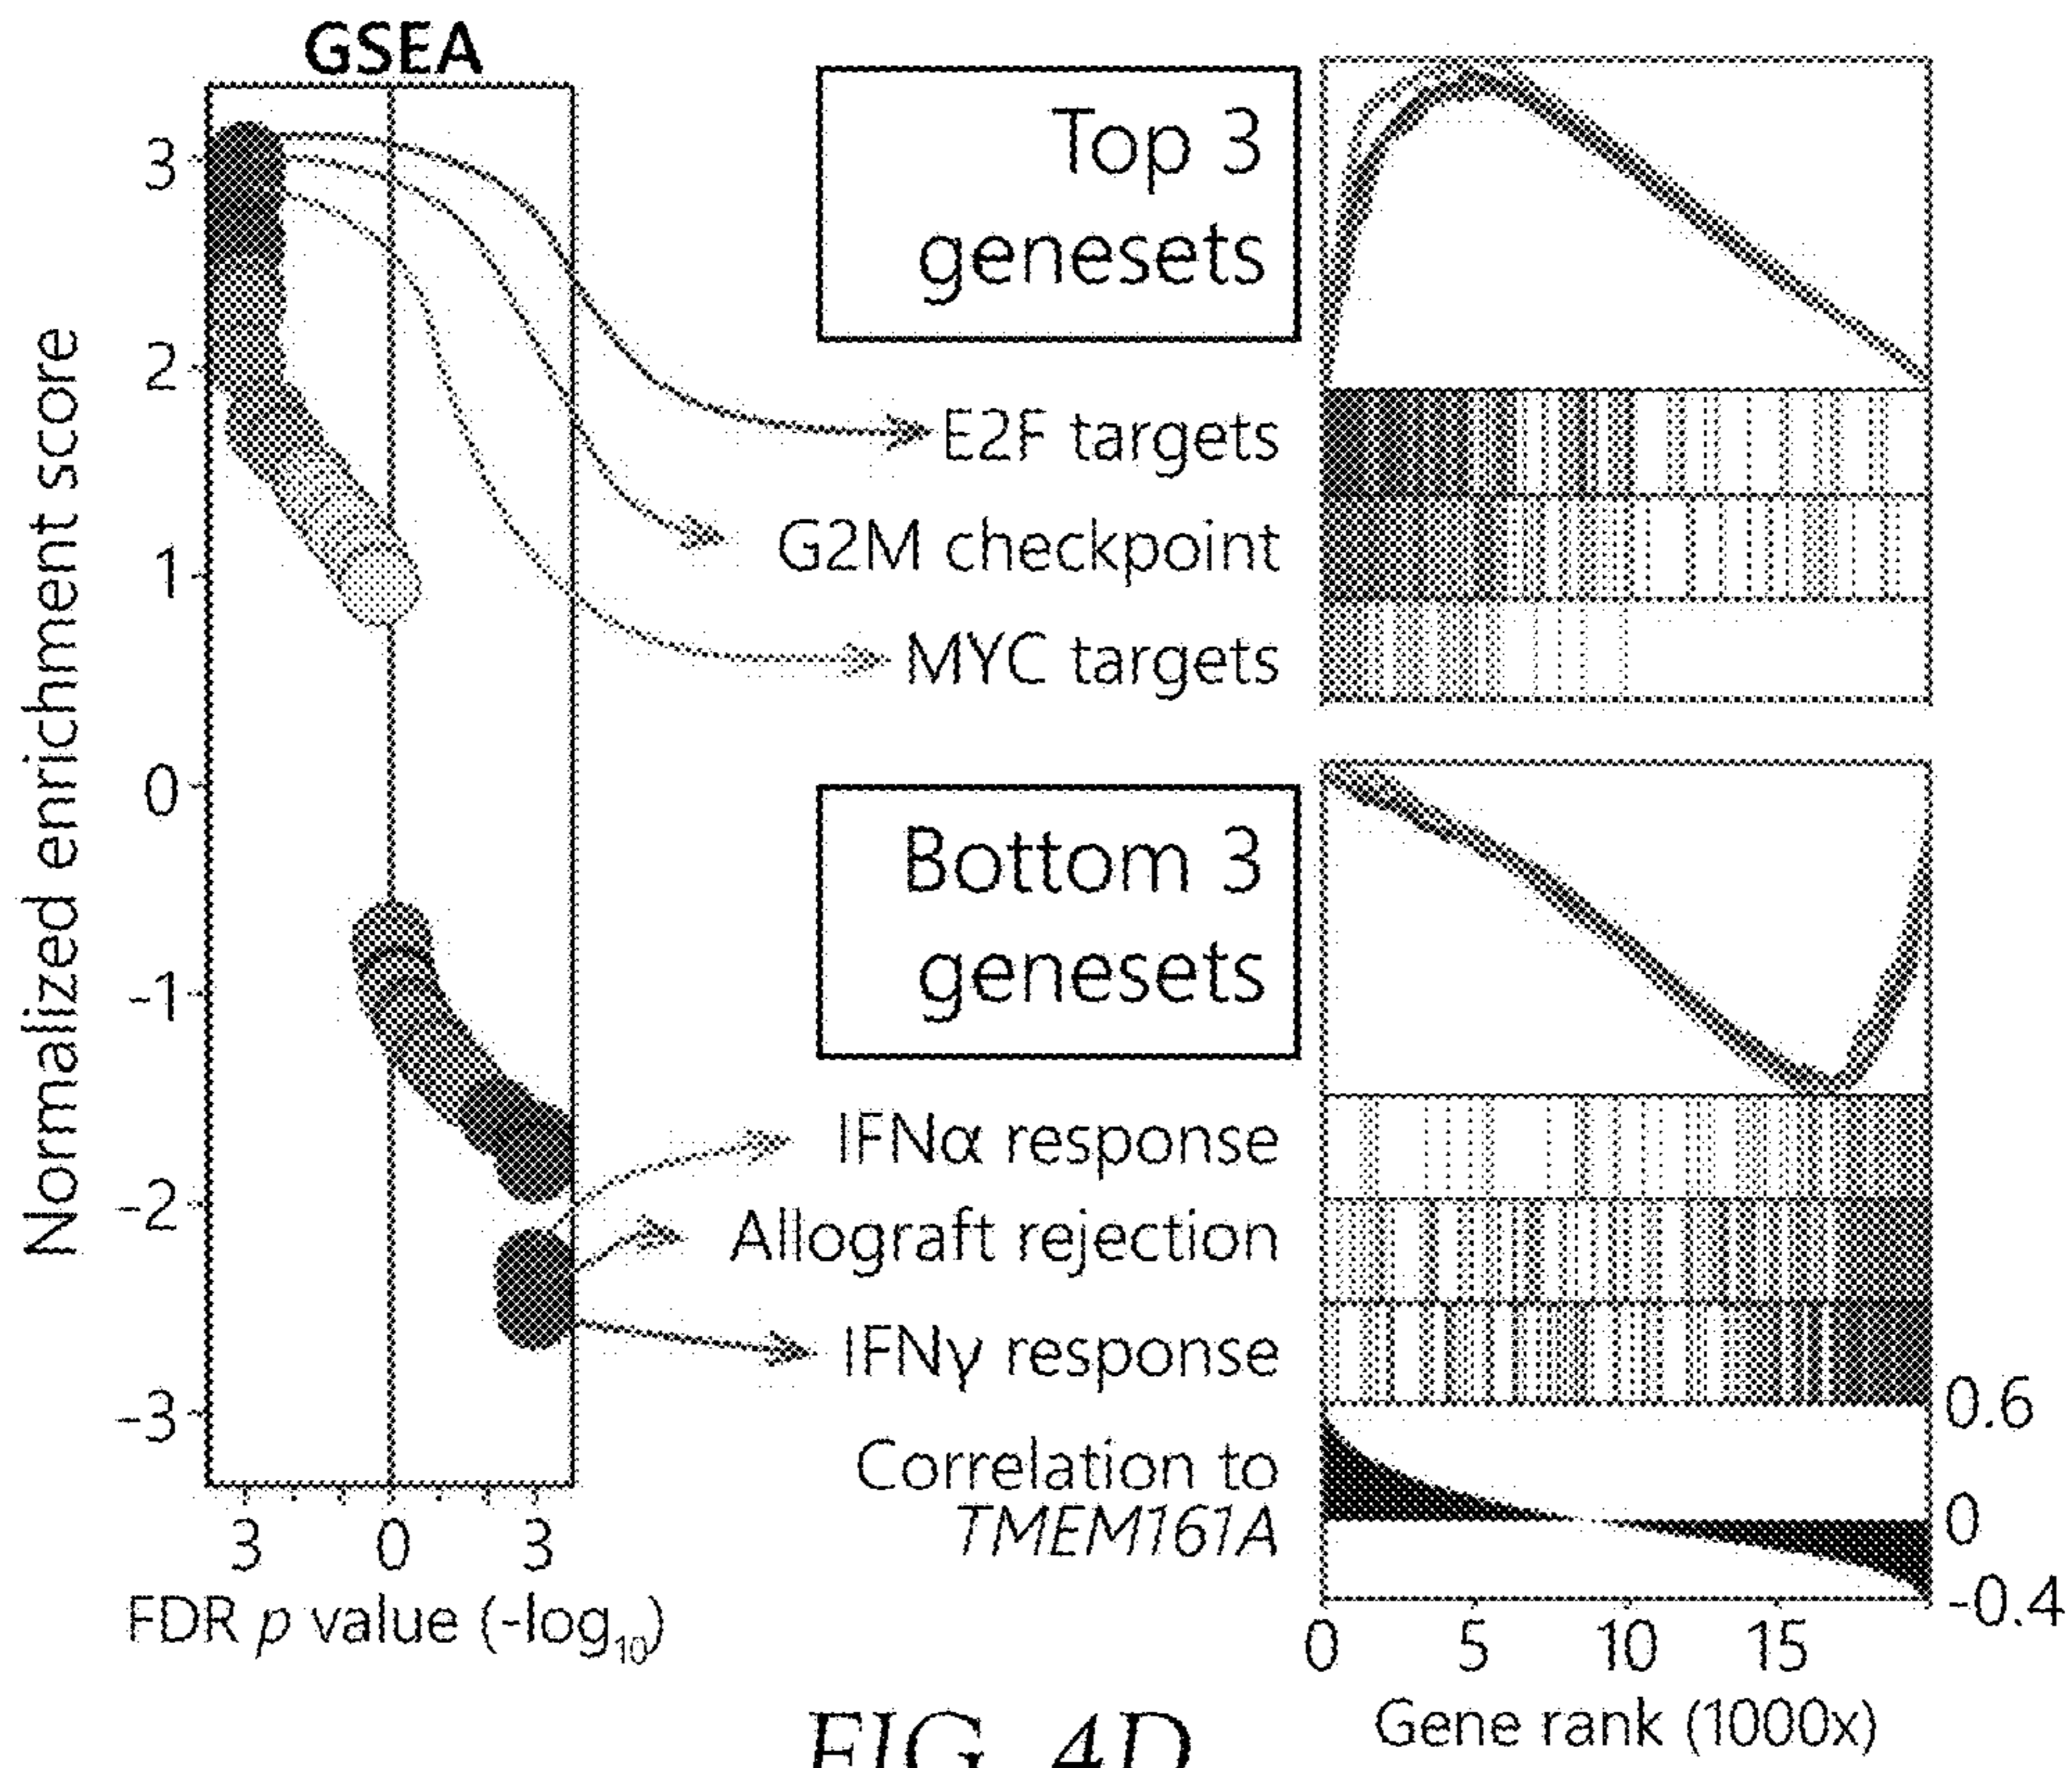 GSEA
Normalized enrichment score
3
2
1
0
-1
-2
-3
3 0 3
FDR p value (-log₁₀)
Top 3
genesets
E2F targets
G2M checkpoint
MYC targets
Bottom 3
genesets
IFNα response
Allograft rejection
IFNγ response
Correlation to
TMEM161A
0.6
0
-0.4
0 5 10 15
Gene rank (1000x)
FIG. 4D